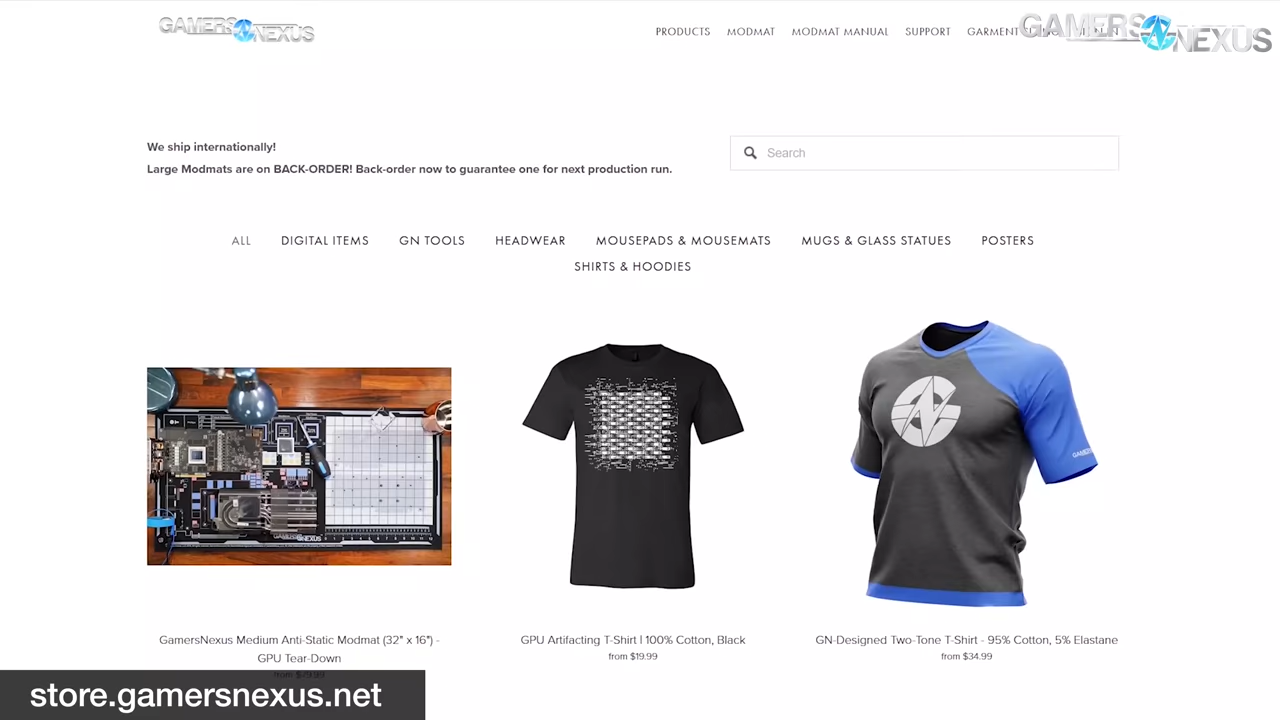 GAMERS NEXUS
PRODUCTS MODMAT MODMAT MANUAL SUPPORT GARMENT
GAMERS NEXUS
We ship internationally!
Search
Large Modmats are on BACK-ORDER! Back-order now to guarantee one for next production run.
ALL DIGITAL ITEMS GN TOOLS HEADWEAR MOUSEPADS & MOUSEMATS MUGS & GLASS STATUES POSTERS
SHIRTS & HOODIES
GamersNexus Medium Anti-Static Modmat (32" x 16") -
GPU Tear-Down
from $79.99
GPU Artifacting T-Shirt | 100% Cotton, Black
from $19.99
GN-Designed Two-Tone T-Shirt - 95% Cotton, 5% Elastane
from $34.99
store.gamersnexus.net